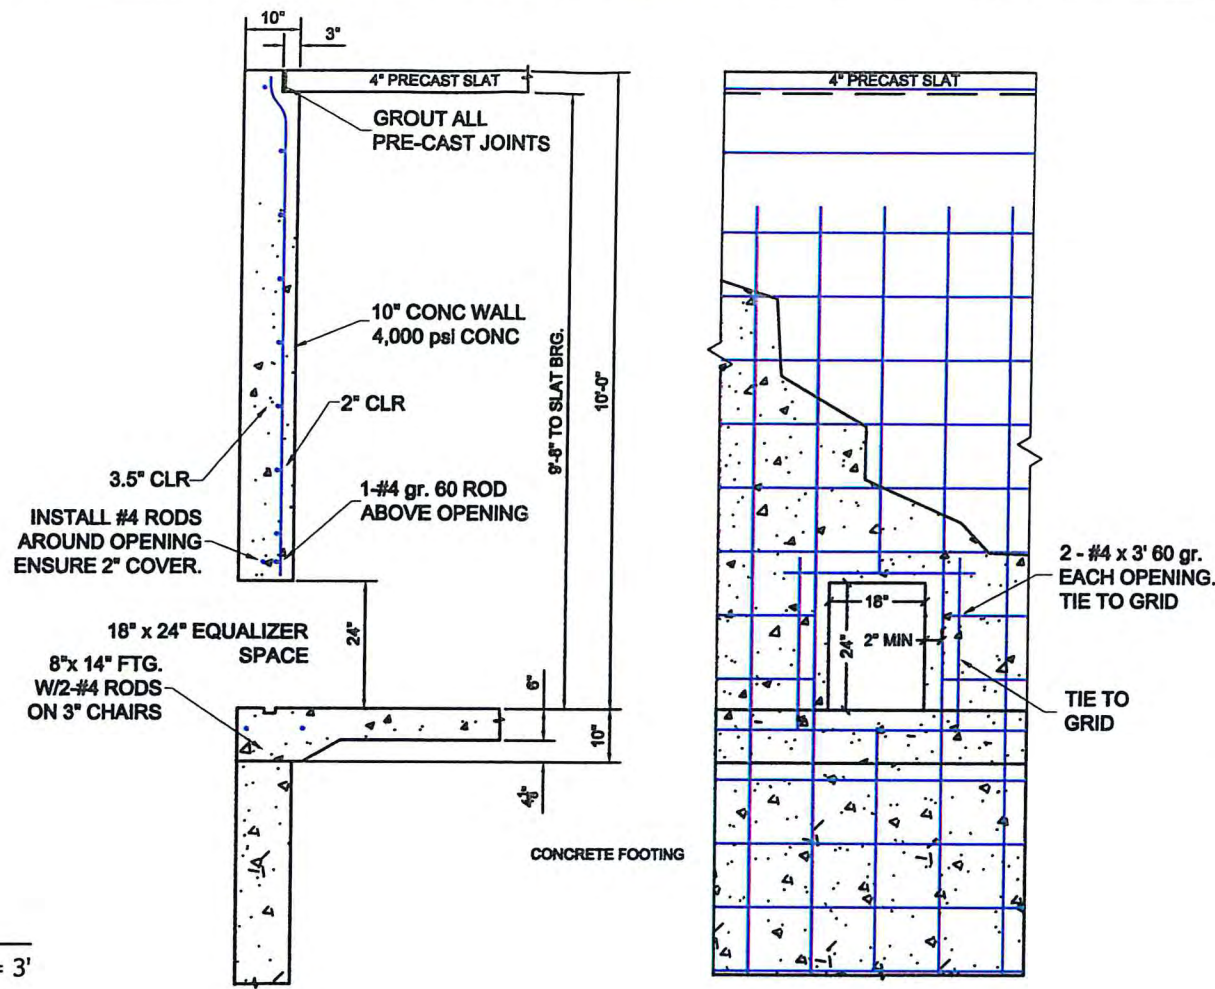 10"
3"
4" PRECAST SLAT
GROUT ALL
PRE-CAST JOINTS
10" CONC WALL
4,000 psi CONC
9'-8" TO SLAT BRG.
10'-0"
2" CLR
3.5" CLR
1-#4 gr. 60 ROD
ABOVE OPENING
INSTALL #4 RODS
AROUND OPENING
ENSURE 2" COVER.
18" x 24" EQUALIZER
SPACE
24"
8"x 14" FTG.
W/2-#4 RODS
ON 3" CHAIRS
6"
10"
CONCRETE FOOTING
= 3'
4" PRECAST SLAT
2 - #4 x 3' 60 gr.
EACH OPENING.
TIE TO GRID
18"
24"
2" MIN
TIE TO
GRID